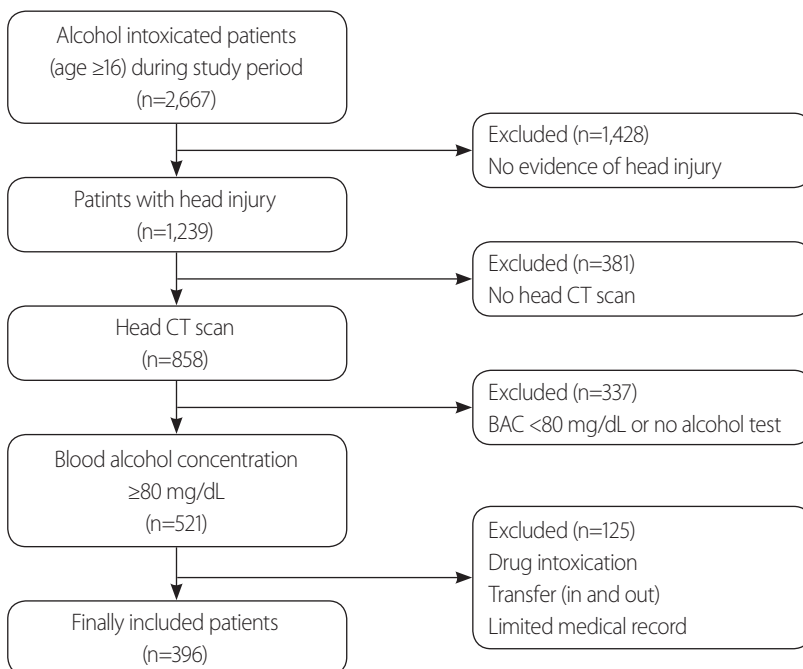 Alcohol intoxicated patients
(age ≥16) during study period
(n=2,667)
Excluded (n=1,428)
No evidence of head injury
Patints with head injury
(n=1,239)
Excluded (n=381)
No head CT scan
Head CT scan
(n=858)
Excluded (n=337)
BAC <80 mg/dL or no alcohol test
Blood alcohol concentration
≥80 mg/dL
(n=521)
Excluded (n=125)
Drug intoxication
Transfer (in and out)
Limited medical record
Finally included patients
(n=396)